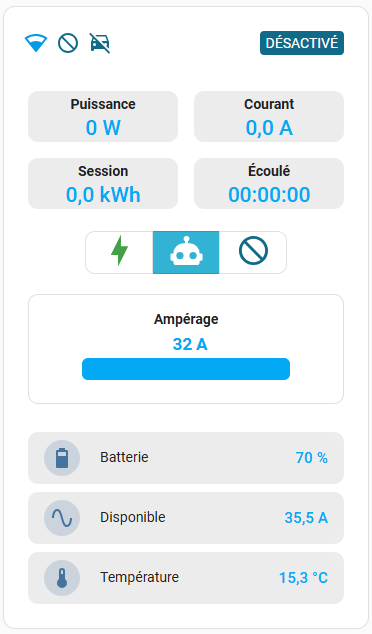 DÉSACTIVÉ
Puissance
0 W
Courant
0,0 A
Session
0,0 kWh
Écoulé
00:00:00
Ampérage
32 A
Batterie 70 %
Disponible 35,5 A
Température 15,3 °C